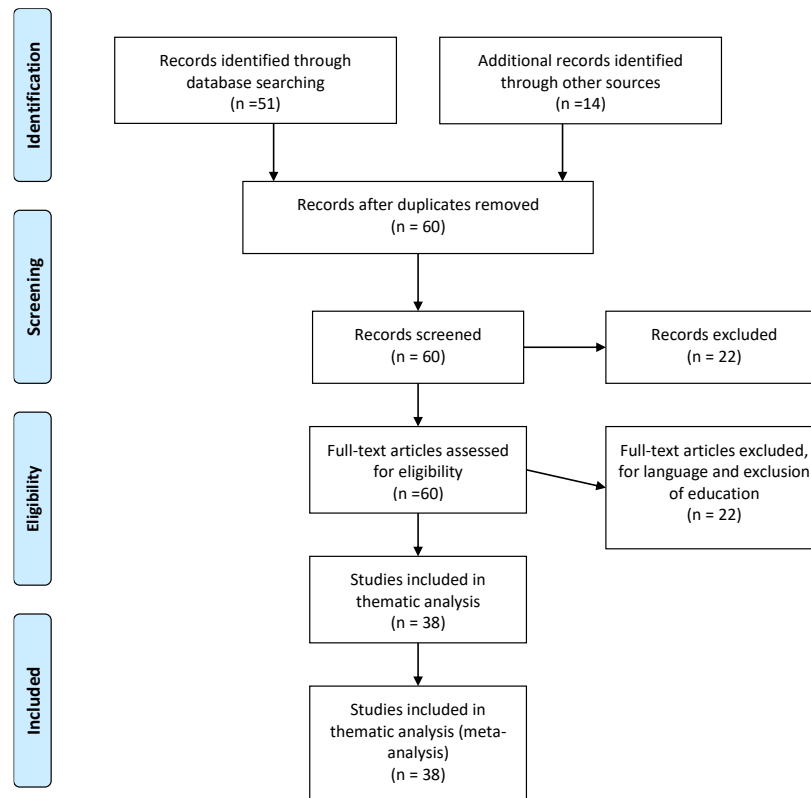 Identification
Records identified through
database searching
(n =51)
Additional records identified
through other sources
(n =14)
Records after duplicates removed
(n = 60)
Screening
Records screened
(n = 60)
Records excluded
(n = 22)
Eligibility
Full-text articles assessed
for eligibility
(n =60)
Full-text articles excluded,
for language and exclusion
of education
(n = 22)
Studies included in
thematic analysis
(n = 38)
Included
Studies included in
thematic analysis (meta-
analysis)
(n = 38)